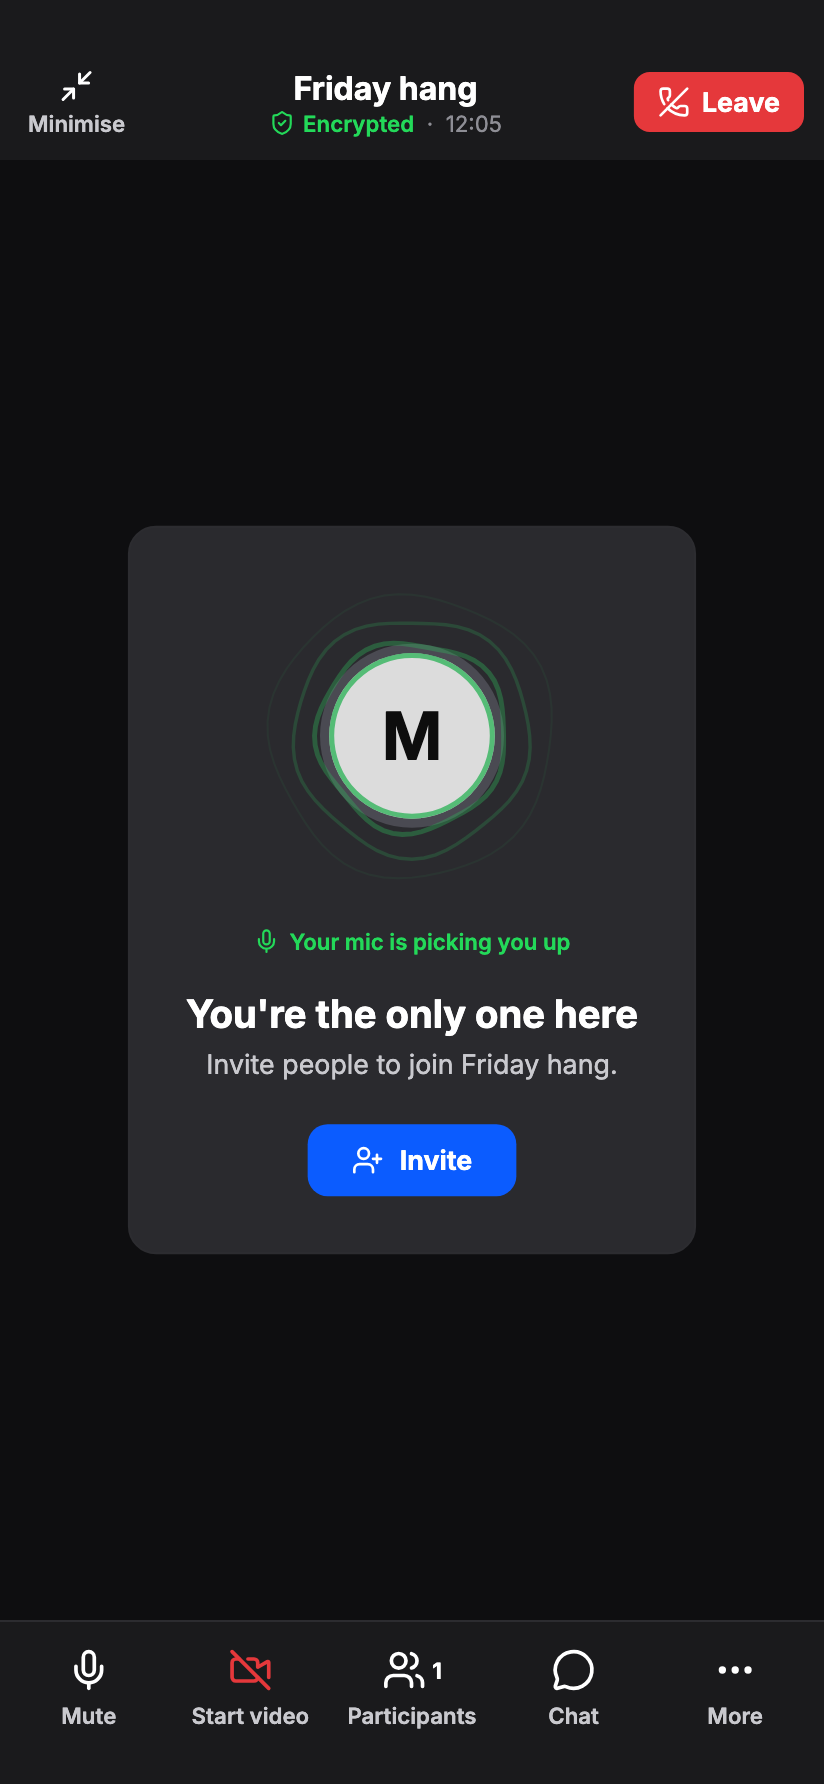 Minimise
Friday hang
Encrypted · 12:05
Leave
M
Your mic is picking you up
You're the only one here
Invite people to join Friday hang.
Invite
Mute
Start video
1
Participants
Chat
More